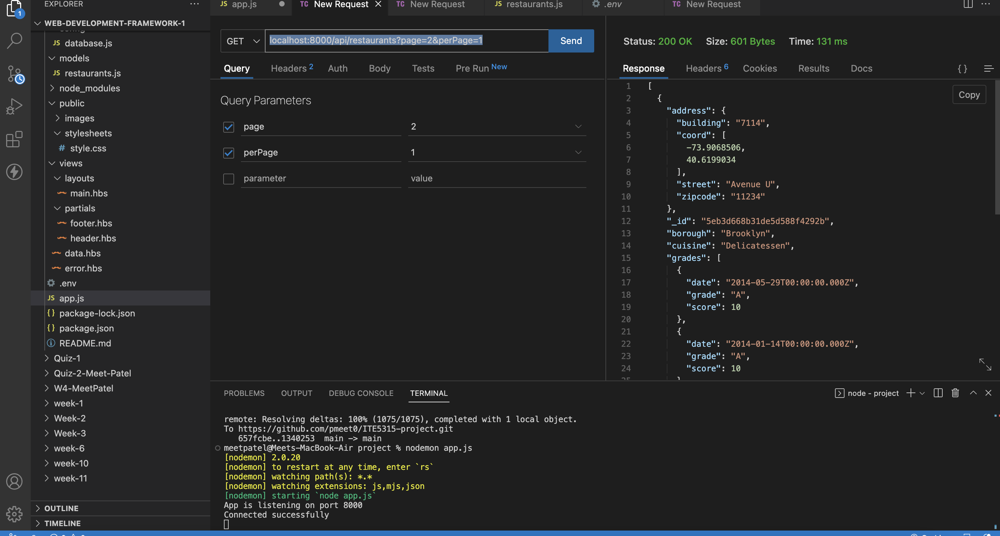 EXPLORER
WEB-DEVELOPMENT-FRAMEWORK-1
JS database.js
models
JS restaurants.js
node_modules
public
images
stylesheets
# style.css
views
layouts
main.hbs
partials
footer.hbs
header.hbs
data.hbs
error.hbs
.env
JS app.js
{} package-lock.json
{} package.json
README.md
Quiz-1
Quiz-2-Meet-Patel
W4-MeetPatel
week-1
Week-2
Week-3
week-6
week-10
week-11
OUTLINE
TIMELINE
1
JS app.js
TC New Request
TC New Request
JS restaurants.js
.env
TC New Request
GET
localhost:8000/api/restaurants?page=2&perPage=1
Send
Query
Headers 2
Auth
Body
Tests
Pre Run New
Query Parameters
page 2
perPage 1
parameter value
Status: 200 OK Size: 601 Bytes Time: 131 ms
Response
Headers 6
Cookies
Results
Docs
{ }
Copy
1 [
2 {
3 "address": {
4 "building": "7114",
5 "coord": [
6 -73.9068506,
7 40.6199034
8 ],
9 "street": "Avenue U",
10 "zipcode": "11234"
11 },
12 "_id": "5eb3d668b31de5d588f4292b",
13 "borough": "Brooklyn",
14 "cuisine": "Delicatessen",
15 "grades": [
16 {
17 "date": "2014-05-29T00:00:00.000Z",
18 "grade": "A",
19 "score": 10
20 },
21 {
22 "date": "2014-01-14T00:00:00.000Z",
23 "grade": "A",
24 "score": 10
PROBLEMS OUTPUT DEBUG CONSOLE TERMINAL
node - project
remote: Resolving deltas: 100% (1075/1075), completed with 1 local object.
To https://github.com/pmeet0/ITE5315-project.git
657fcbe..1340253 main -> main
meetpatel@Meets-MacBook-Air project % nodemon app.js
[nodemon] 2.0.20
[nodemon] to restart at any time, enter `rs`
[nodemon] watching path(s): *.*
[nodemon] watching extensions: js,mjs,json
[nodemon] starting `node app.js`
App is listening on port 8000
Connected successfully